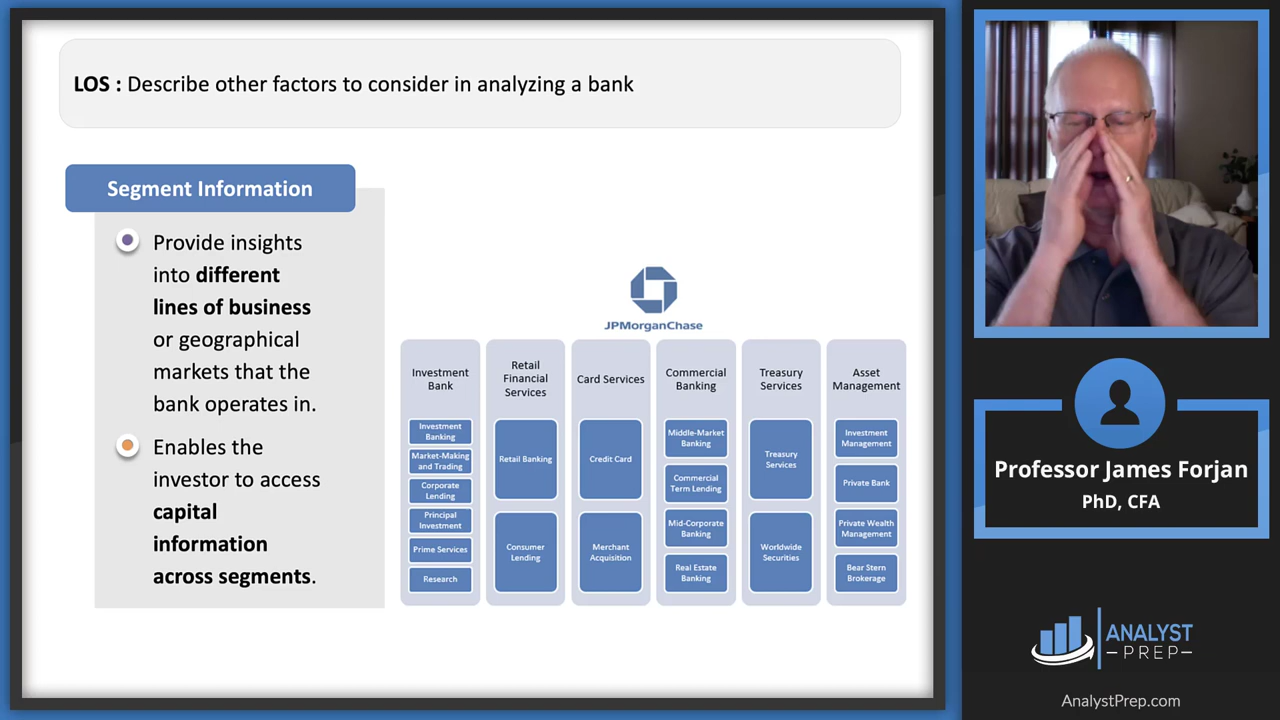 LOS : Describe other factors to consider in analyzing a bank
Segment Information
Provide insights
into different
lines of business
or geographical
markets that the
bank operates in.
Enables the
investor to access
capital
information
across segments.
JPMorganChase
Investment
Bank
Investment
Banking
Market-Making
and Trading
Corporate
Lending
Principal
Investment
Prime Services
Research
Retail
Financial
Services
Retail Banking
Consumer
Lending
Card Services
Credit Card
Merchant
Acquisition
Commercial
Banking
Middle-Market
Banking
Commercial
Term Lending
Mid-Corporate
Banking
Real Estate
Banking
Treasury
Services
Treasury
Services
Worldwide
Securities
Asset
Management
Investment
Management
Private Bank
Private Wealth
Management
Bear Stern
Brokerage
Professor James Forjan
PhD, CFA
ANALYST
PREP
AnalystPrep.com